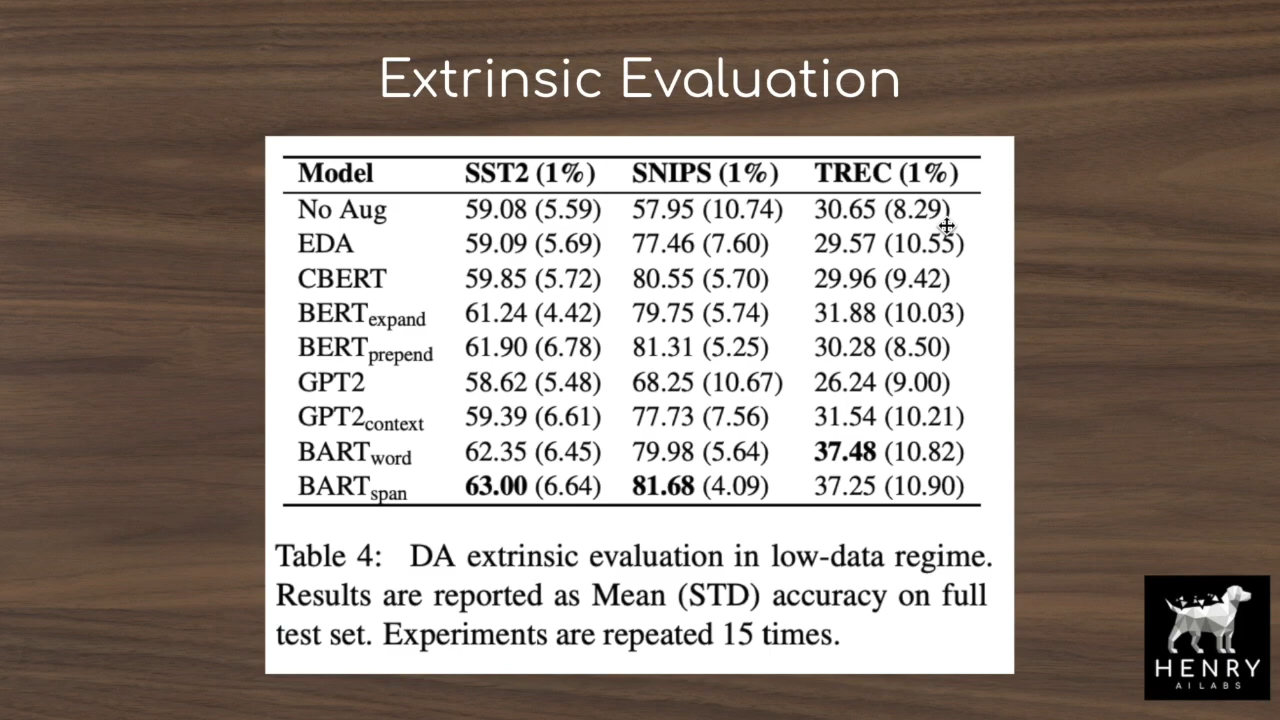 Extrinsic Evaluation
Model SST2 (1%) SNIPS (1%) TREC (1%)
No Aug 59.08 (5.59) 57.95 (10.74) 30.65 (8.29)
EDA 59.09 (5.69) 77.46 (7.60) 29.57 (10.55)
CBERT 59.85 (5.72) 80.55 (5.70) 29.96 (9.42)
BERTexpand 61.24 (4.42) 79.75 (5.74) 31.88 (10.03)
BERTprepend 61.90 (6.78) 81.31 (5.25) 30.28 (8.50)
GPT2 58.62 (5.48) 68.25 (10.67) 26.24 (9.00)
GPT2context 59.39 (6.61) 77.73 (7.56) 31.54 (10.21)
BARTword 62.35 (6.45) 79.98 (5.64) 37.48 (10.82)
BARTspan 63.00 (6.64) 81.68 (4.09) 37.25 (10.90)
Table 4: DA extrinsic evaluation in low-data regime.
Results are reported as Mean (STD) accuracy on full
test set. Experiments are repeated 15 times.
HENRY
AI LABS